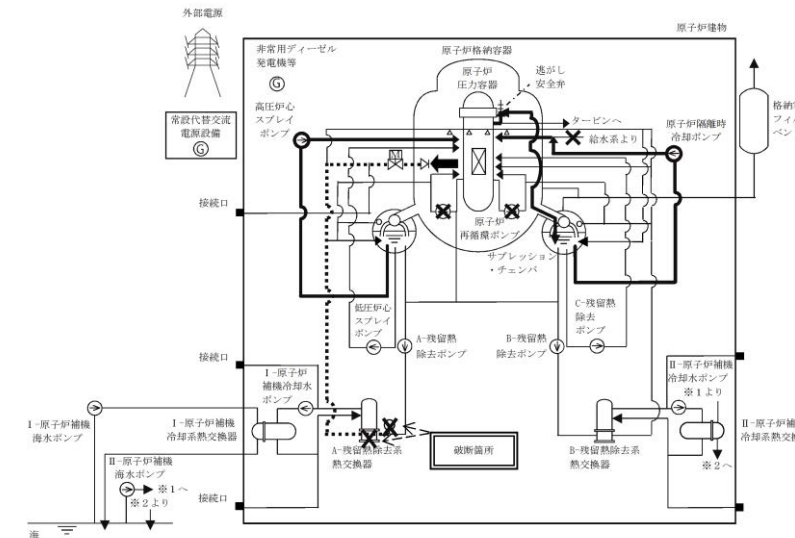 外部電源
原子炉建物
非常用ディーゼル
発電機等
G
原子炉格納容器
原子炉
圧力容器
逃がし
安全弁
常設代替交流
電源設備
G
高圧炉心
スプレイ
ポンプ
タービンへ
給水系より
原子炉隔離時
冷却ポンプ
格納
フィ
ベン
接続口
原子炉
再循環ポンプ
サプレッション
・チェンバ
低圧炉心
スプレイ
ポンプ
A-残留熱
除去ポンプ
B-残留熱
除去ポンプ
C-残留熱
除去
ポンプ
接続口
Ⅰ-原子炉
補機冷却水
ポンプ
Ⅱ-原子炉補機
冷却水ポンプ
※1より
Ⅰ-原子炉補機
海水ポンプ
Ⅰ-原子炉補機
冷却系熱交換器
A-残留熱除去系
熱交換器
破断箇所
B-残留熱除去系
熱交換器
Ⅱ-原子炉補
冷却系熱交
※2へ
Ⅱ-原子炉補機
海水ポンプ
※1へ
※2より
接続口
海